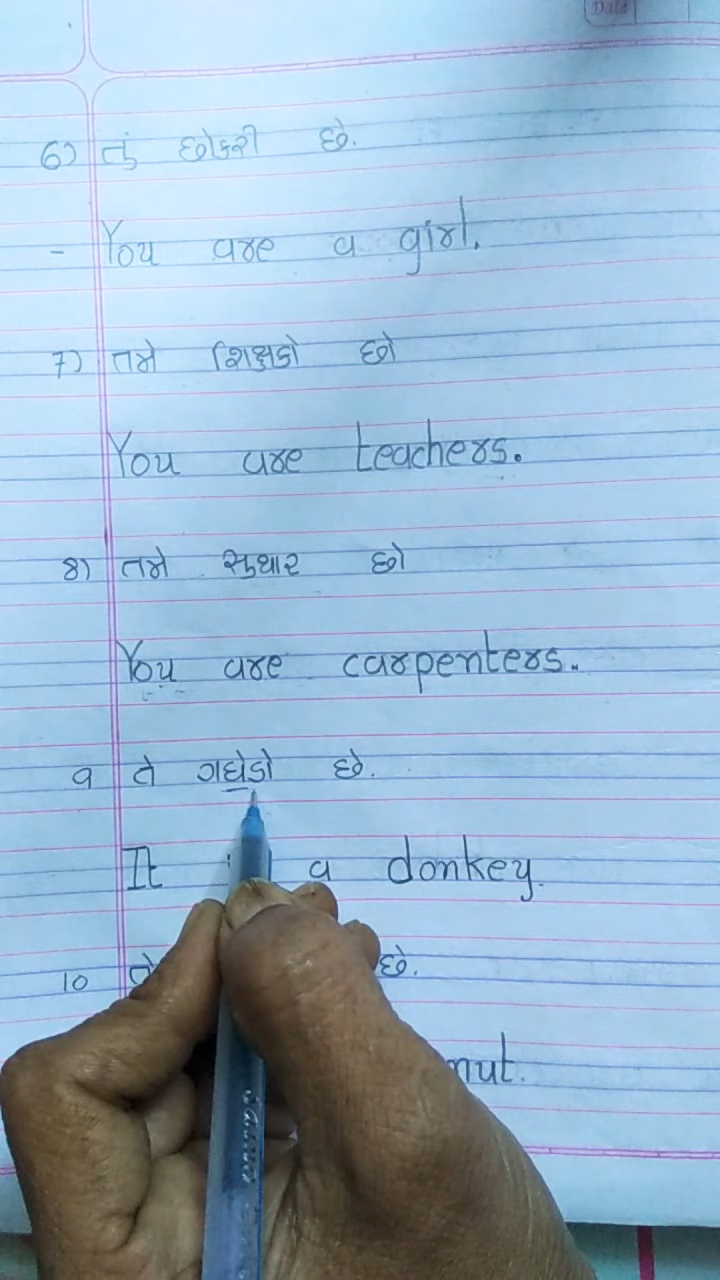 Date
6) તું છોકરી છે.
- You are a girl.
7) તમે શિક્ષકો છો
You are teachers.
8) તમે સુથાર છો
You are carpenters.
9 તે ગધેડો છે.
It a donkey.
10 તે છે.
nut.